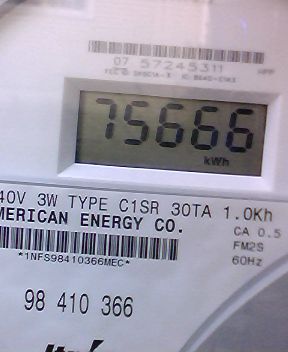 07 57245311
75666
kWh
40V 3W TYPE C1SR 30TA 1.0Kh
MERICAN ENERGY CO.
CA 0.5
FM2S
*1NFS98410366MEC*
60Hz
98 410 366